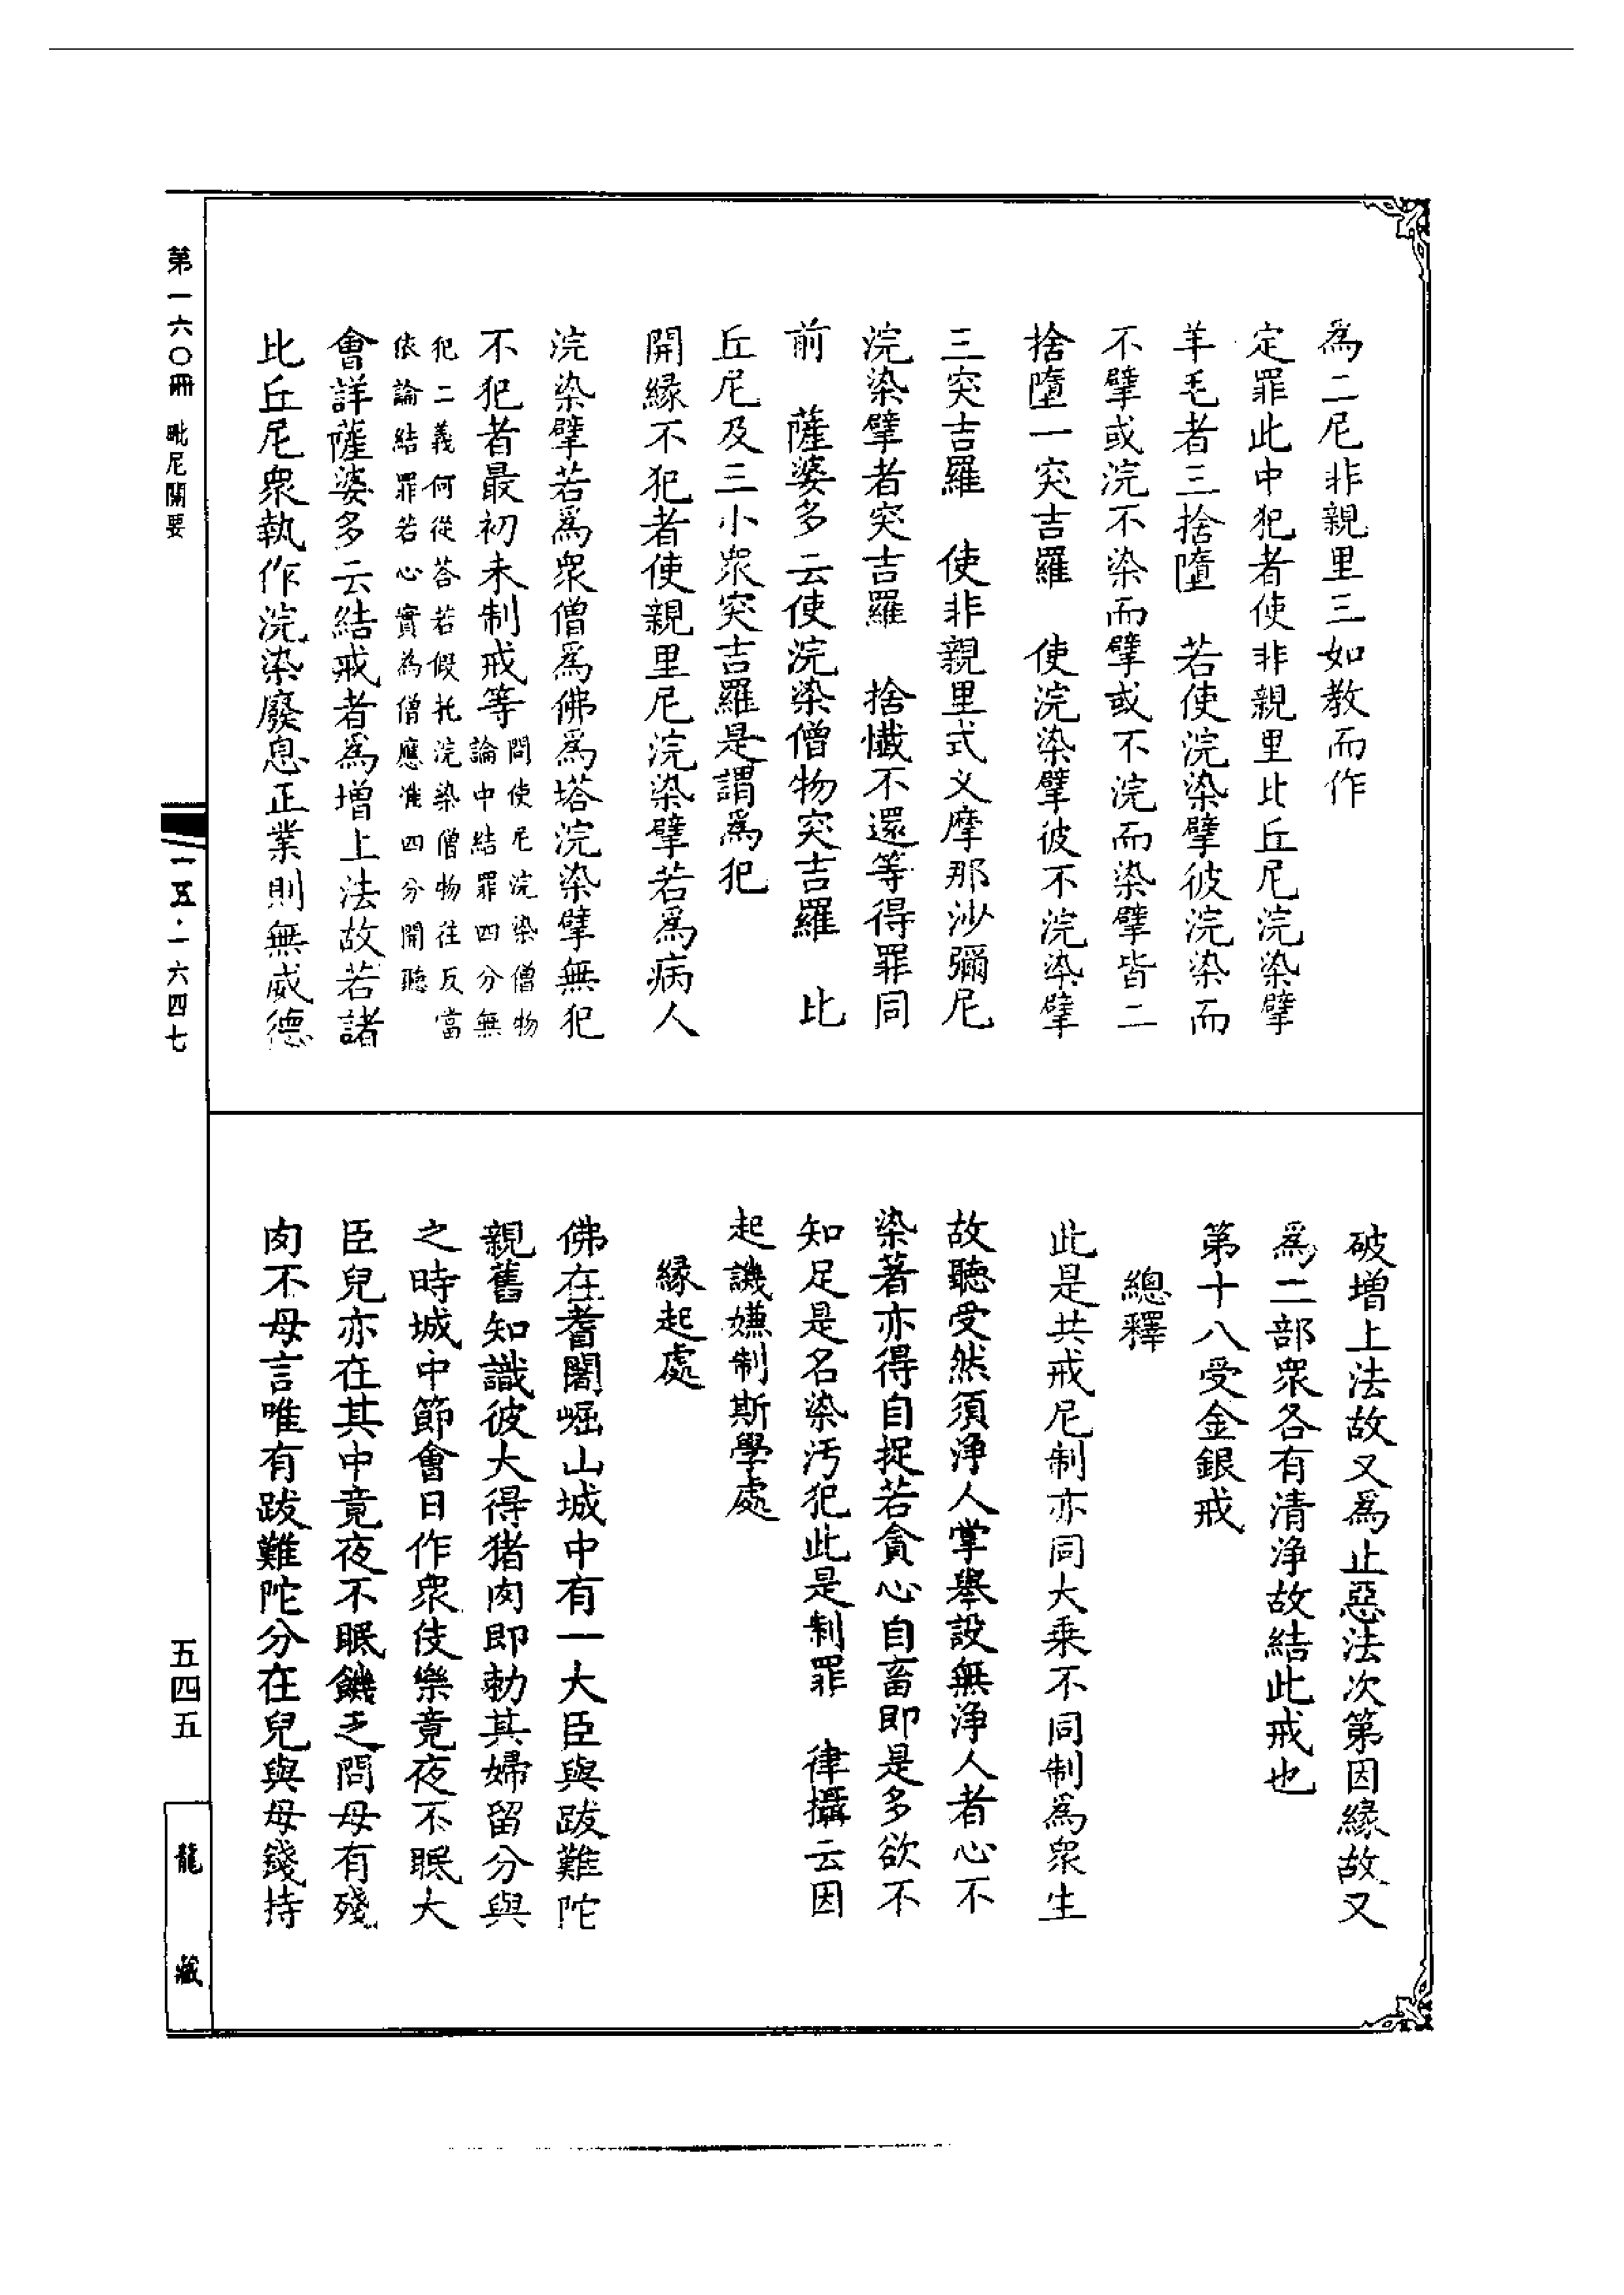 為二尼非親里三如教而作
定罪此中犯者使非親里比丘尼浣染擘
羊毛者三捨墮　若使浣染擘彼浣染而
不擘或浣不染而擘或不浣而染擘皆二
捨墮一突吉羅　使浣染擘彼不浣染擘
三突吉羅　使非親里式叉摩那沙彌尼
浣染擘者突吉羅　捨懺不還等得罪同
前　薩婆多云使浣染僧物突吉羅　比
丘尼及三小眾突吉羅是謂為犯
開緣不犯者使親里尼浣染擘若為病人
浣染擘若為眾僧為佛為塔浣染擘無犯
不犯者最初未制戒等
問使尼浣染僧物
論中結罪四分無
犯二義何從荅若假托浣染僧物往反當
依論結罪若心實為僧應準四分開聽
會詳薩婆多云結戒者為增上法故若諸
比丘尼眾執作浣染廢息正業則無威德
破增上法故又為止惡法次第因緣故又
為二部眾各有清淨故結此戒也
第十八受金銀戒
總釋
此是共戒尼制亦同大乘不同制為眾生
故聽受然須淨人掌舉設無淨人者心不
染著亦得自捉若貪心自畜即是多欲不
知足是名染污犯此是制罪　律攝云因
起譏嫌制斯學處
緣起處
佛在耆闍崛山城中有一大臣與跋難陀
親舊知識彼大得猪肉即勅其婦留分與
之時城中節會日作眾伎樂竟夜不眠大
臣兒亦在其中竟夜不眠饑乏問母有殘
肉不母言唯有跋難陀分在兒與母錢持
第一六〇冊　毗尼關要
一五·一六四七
五四五
龍藏